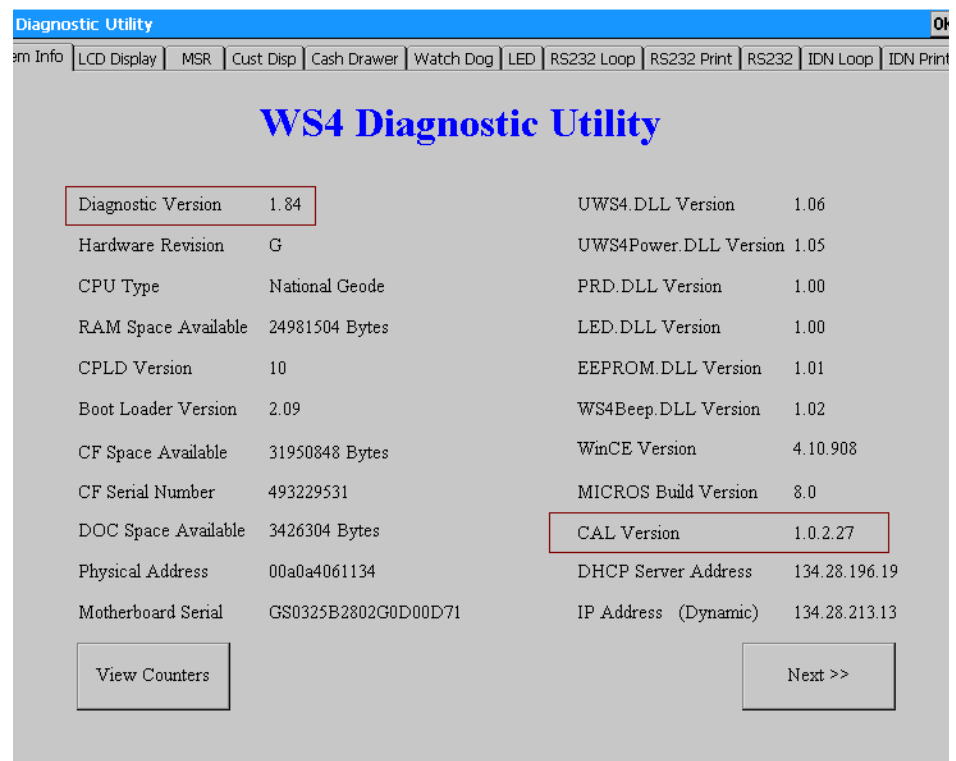 Diagnostic Utility OK
em Info LCD Display MSR Cust Disp Cash Drawer Watch Dog LED RS232 Loop RS232 Print RS232 IDN Loop IDN Print
WS4 Diagnostic Utility
Diagnostic Version 1.84 UWS4.DLL Version 1.06
Hardware Revision G UWS4Power.DLL Version 1.05
CPU Type National Geode PRD.DLL Version 1.00
RAM Space Available 24981504 Bytes LED.DLL Version 1.00
CPLD Version 10 EEPROM.DLL Version 1.01
Boot Loader Version 2.09 WS4Beep.DLL Version 1.02
CF Space Available 31950848 Bytes WinCE Version 4.10.908
CF Serial Number 493229531 MICROS Build Version 8.0
DOC Space Available 3426304 Bytes CAL Version 1.0.2.27
Physical Address 00a0a4061134 DHCP Server Address 134.28.196.19
Motherboard Serial GS0325B2802G0D00D71 IP Address (Dynamic) 134.28.213.13
View Counters Next >>